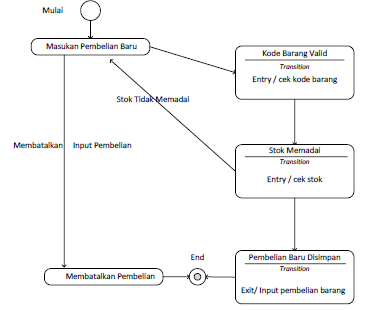 Mulai
Masukan Pembelian Baru
Kode Barang Valid
Transition
Entry / cek kode barang
Stok Tidak Memadai
Membatalkan Input Pembelian
Stok Memadai
Transition
Entry / cek stok
End
Pembelian Baru Disimpan
Transition
Membatalkan Pembelian
Exit/ Input pembelian barang